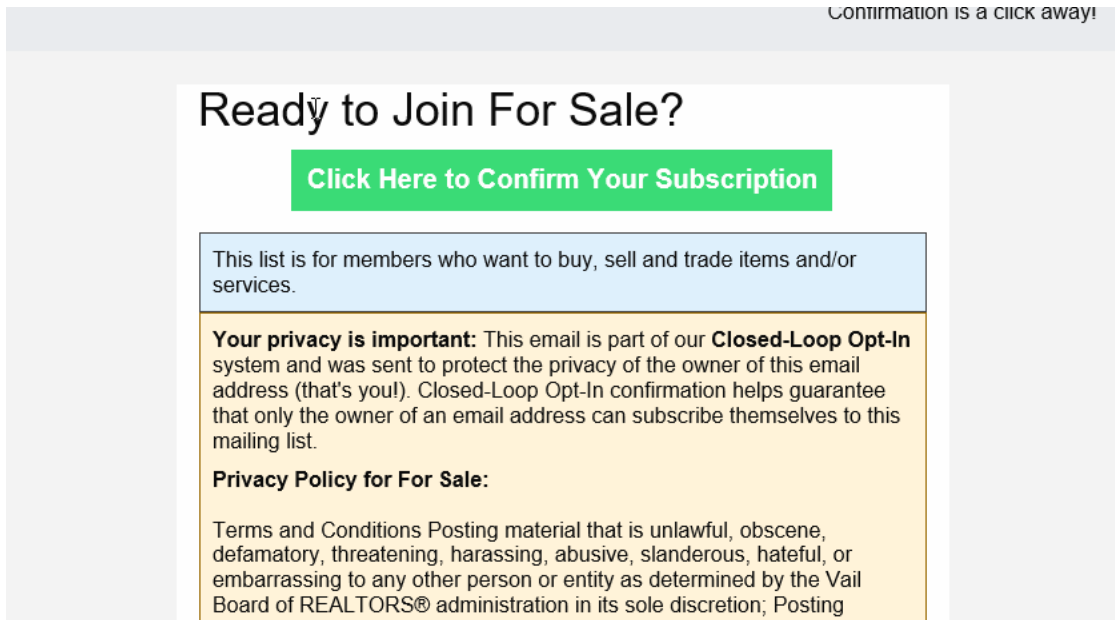 Confirmation is a click away!
Ready to Join For Sale?
Click Here to Confirm Your Subscription
This list is for members who want to buy, sell and trade items and/or
services.
Your privacy is important: This email is part of our Closed-Loop Opt-In
system and was sent to protect the privacy of the owner of this email
address (that's you!). Closed-Loop Opt-In confirmation helps guarantee
that only the owner of an email address can subscribe themselves to this
mailing list.
Privacy Policy for For Sale:
Terms and Conditions Posting material that is unlawful, obscene,
defamatory, threatening, harassing, abusive, slanderous, hateful, or
embarrassing to any other person or entity as determined by the Vail
Board of REALTORS® administration in its sole discretion; Posting